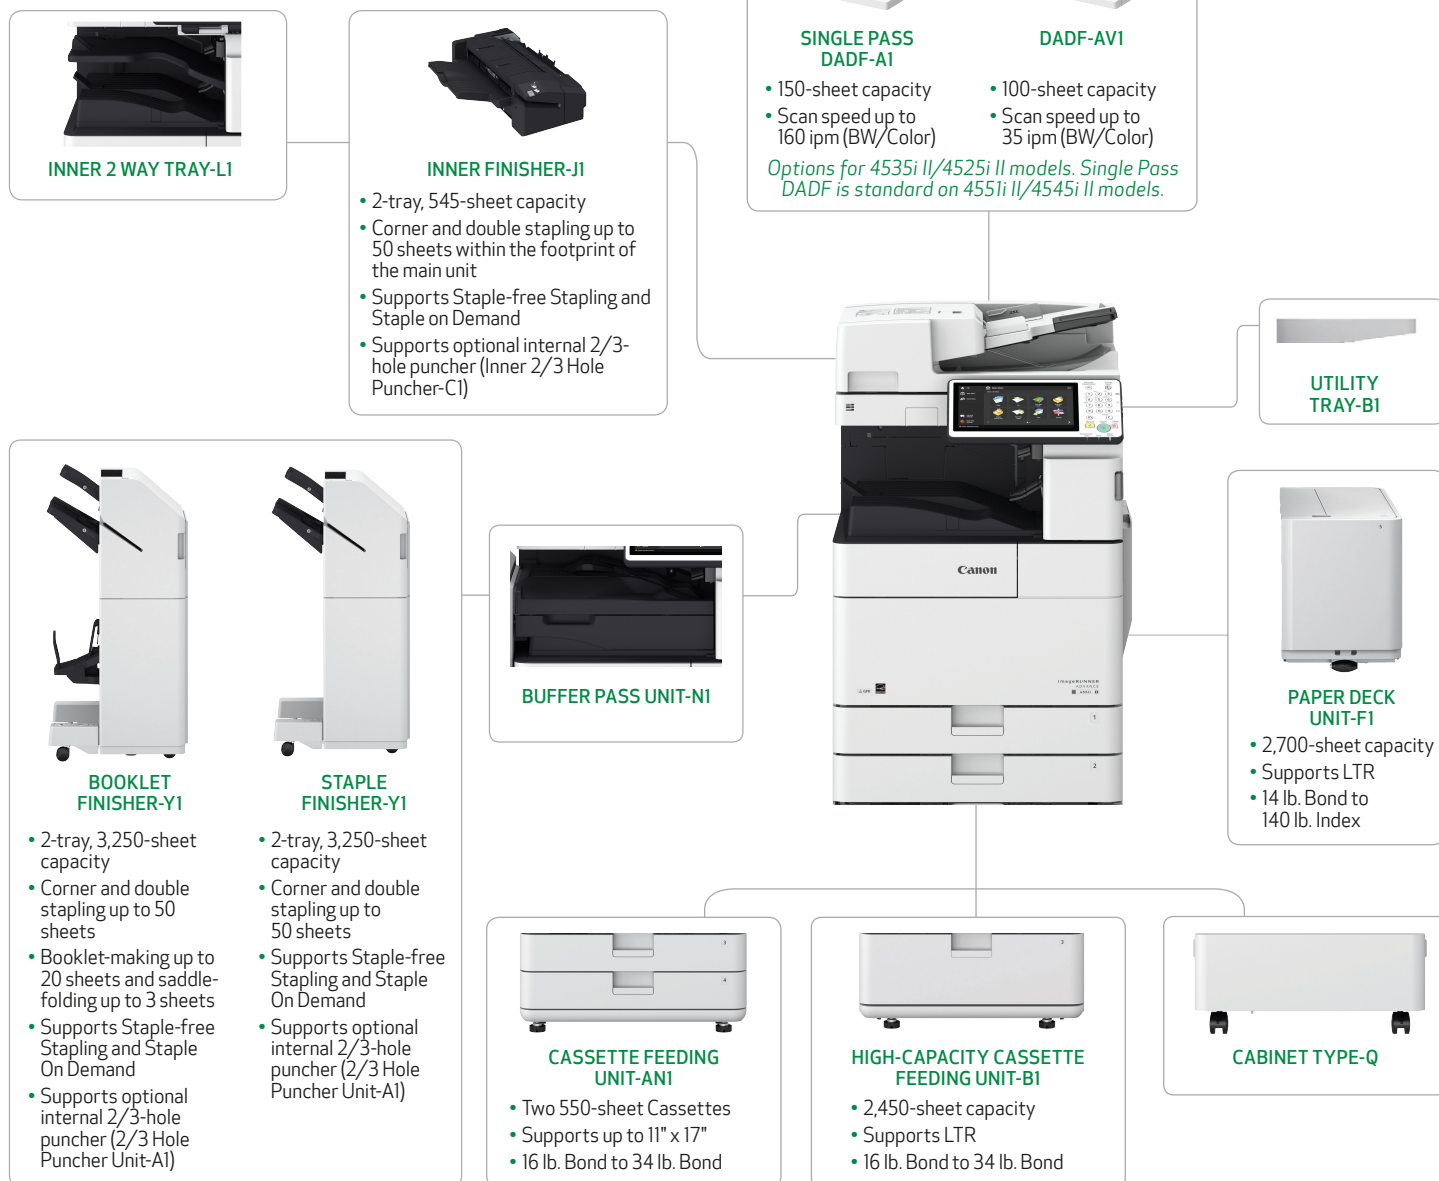 SINGLE PASS
DADF-A1
• 150-sheet capacity
• Scan speed up to
160 ipm (BW/Color)
DADF-AV1
• 100-sheet capacity
• Scan speed up to
35 ipm (BW/Color)
Options for 4535i II/4525i II models. Single Pass
DADF is standard on 4551i II/4545i II models.
INNER 2 WAY TRAY-L1
INNER FINISHER-J1
• 2-tray, 545-sheet capacity
• Corner and double stapling up to
50 sheets within the footprint of
the main unit
• Supports Staple-free Stapling and
Staple on Demand
• Supports optional internal 2/3-
hole puncher (Inner 2/3 Hole
Puncher-C1)
UTILITY
TRAY-B1
Canon
imageRUNNER
ADVANCE
1
2
BUFFER PASS UNIT-N1
5
PAPER DECK
UNIT-F1
• 2,700-sheet capacity
• Supports LTR
• 14 lb. Bond to
140 lb. Index
BOOKLET
FINISHER-Y1
• 2-tray, 3,250-sheet
capacity
• Corner and double
stapling up to 50
sheets
• Booklet-making up to
20 sheets and saddle-
folding up to 3 sheets
• Supports Staple-free
Stapling and Staple
On Demand
• Supports optional
internal 2/3-hole
puncher (2/3 Hole
Puncher Unit-A1)
STAPLE
FINISHER-Y1
• 2-tray, 3,250-sheet
capacity
• Corner and double
stapling up to
50 sheets
• Supports Staple-free
Stapling and Staple
On Demand
• Supports optional
internal 2/3-hole
puncher (2/3 Hole
Puncher Unit-A1)
3
4
CASSETTE FEEDING
UNIT-AN1
• Two 550-sheet Cassettes
• Supports up to 11" x 17"
• 16 lb. Bond to 34 lb. Bond
3
HIGH-CAPACITY CASSETTE
FEEDING UNIT-B1
• 2,450-sheet capacity
• Supports LTR
• 16 lb. Bond to 34 lb. Bond
CABINET TYPE-Q